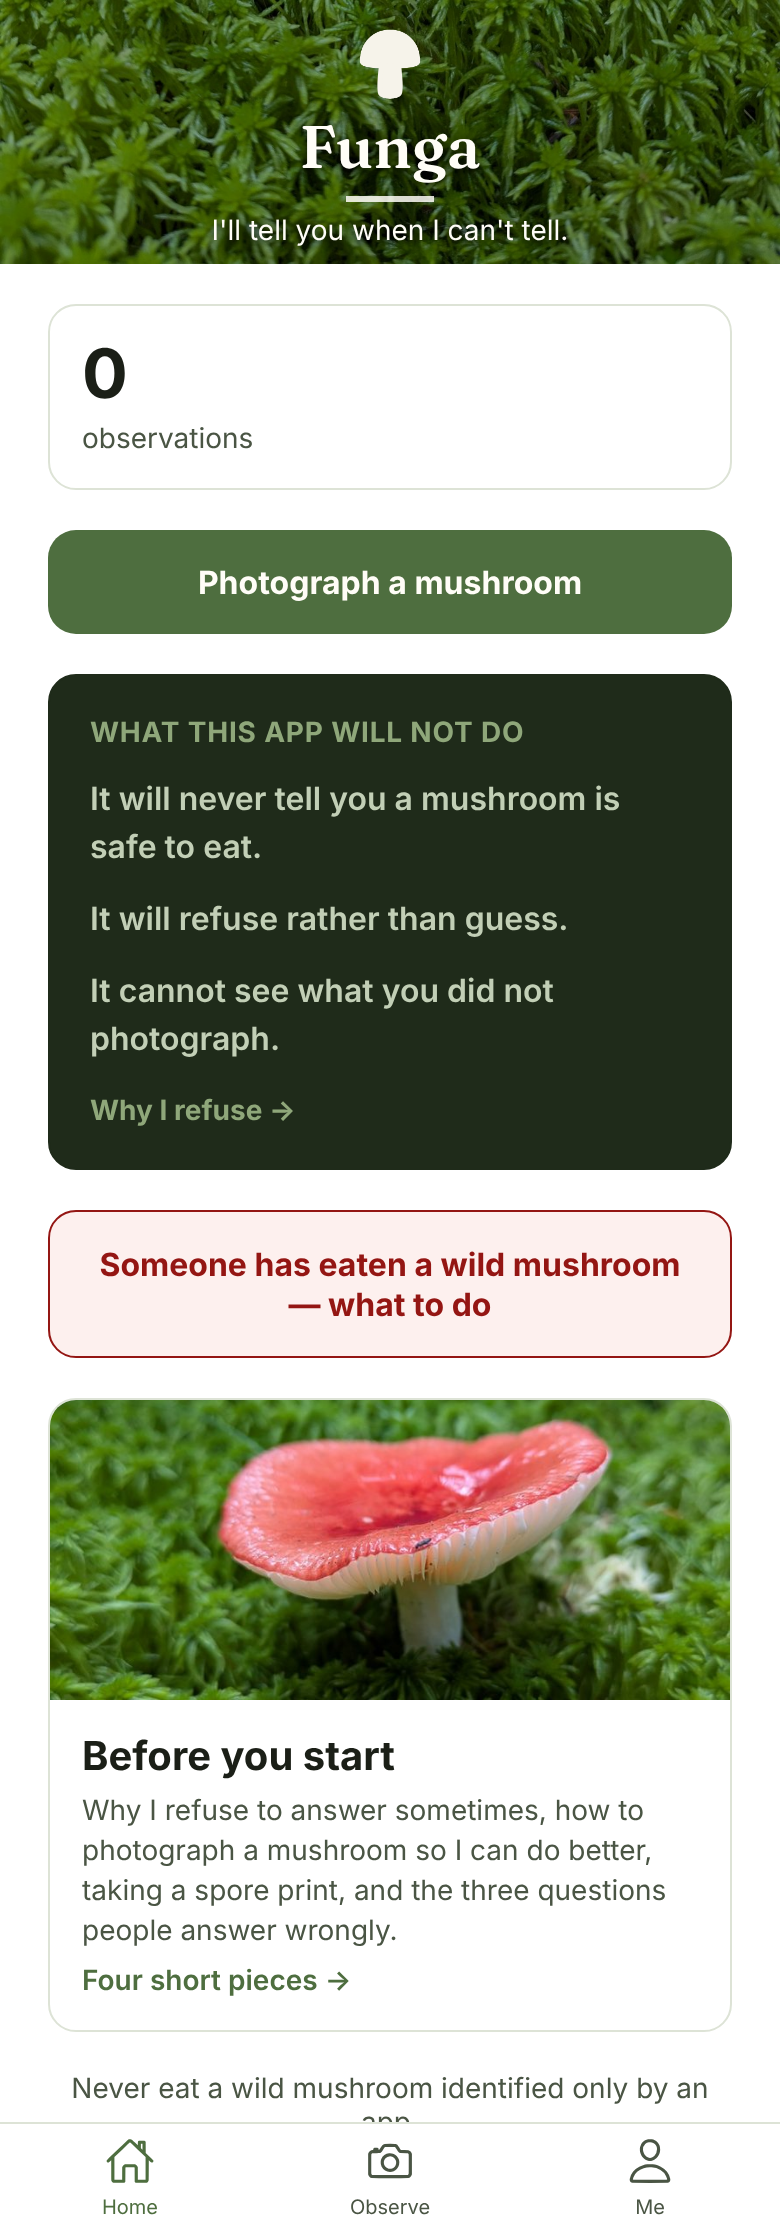 Funga
I'll tell you when I can't tell.
0
observations
Photograph a mushroom
WHAT THIS APP WILL NOT DO
It will never tell you a mushroom is
safe to eat.
It will refuse rather than guess.
It cannot see what you did not
photograph.
Why I refuse →
Someone has eaten a wild mushroom
— what to do
Before you start
Why I refuse to answer sometimes, how to
photograph a mushroom so I can do better,
taking a spore print, and the three questions
people answer wrongly.
Four short pieces →
Never eat a wild mushroom identified only by an
app
Home
Observe
Me